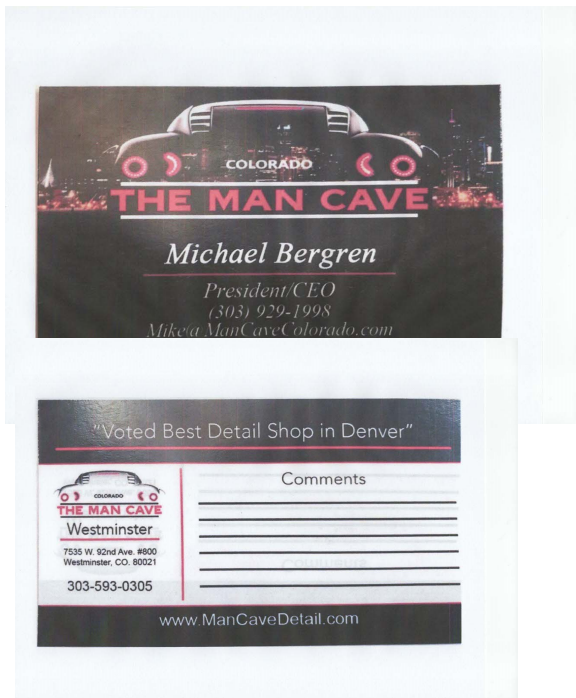 COLORADO
THE MAN CAVE
Michael Bergren
President/CEO
(303) 929-1998
Mike@ManCaveColorado.com
"Voted Best Detail Shop in Denver"
COLORADO
THE MAN CAVE
Westminster
7535 W. 92nd Ave. #800
Westminster, CO. 80021
303-593-0305
Comments
www.ManCaveDetail.com